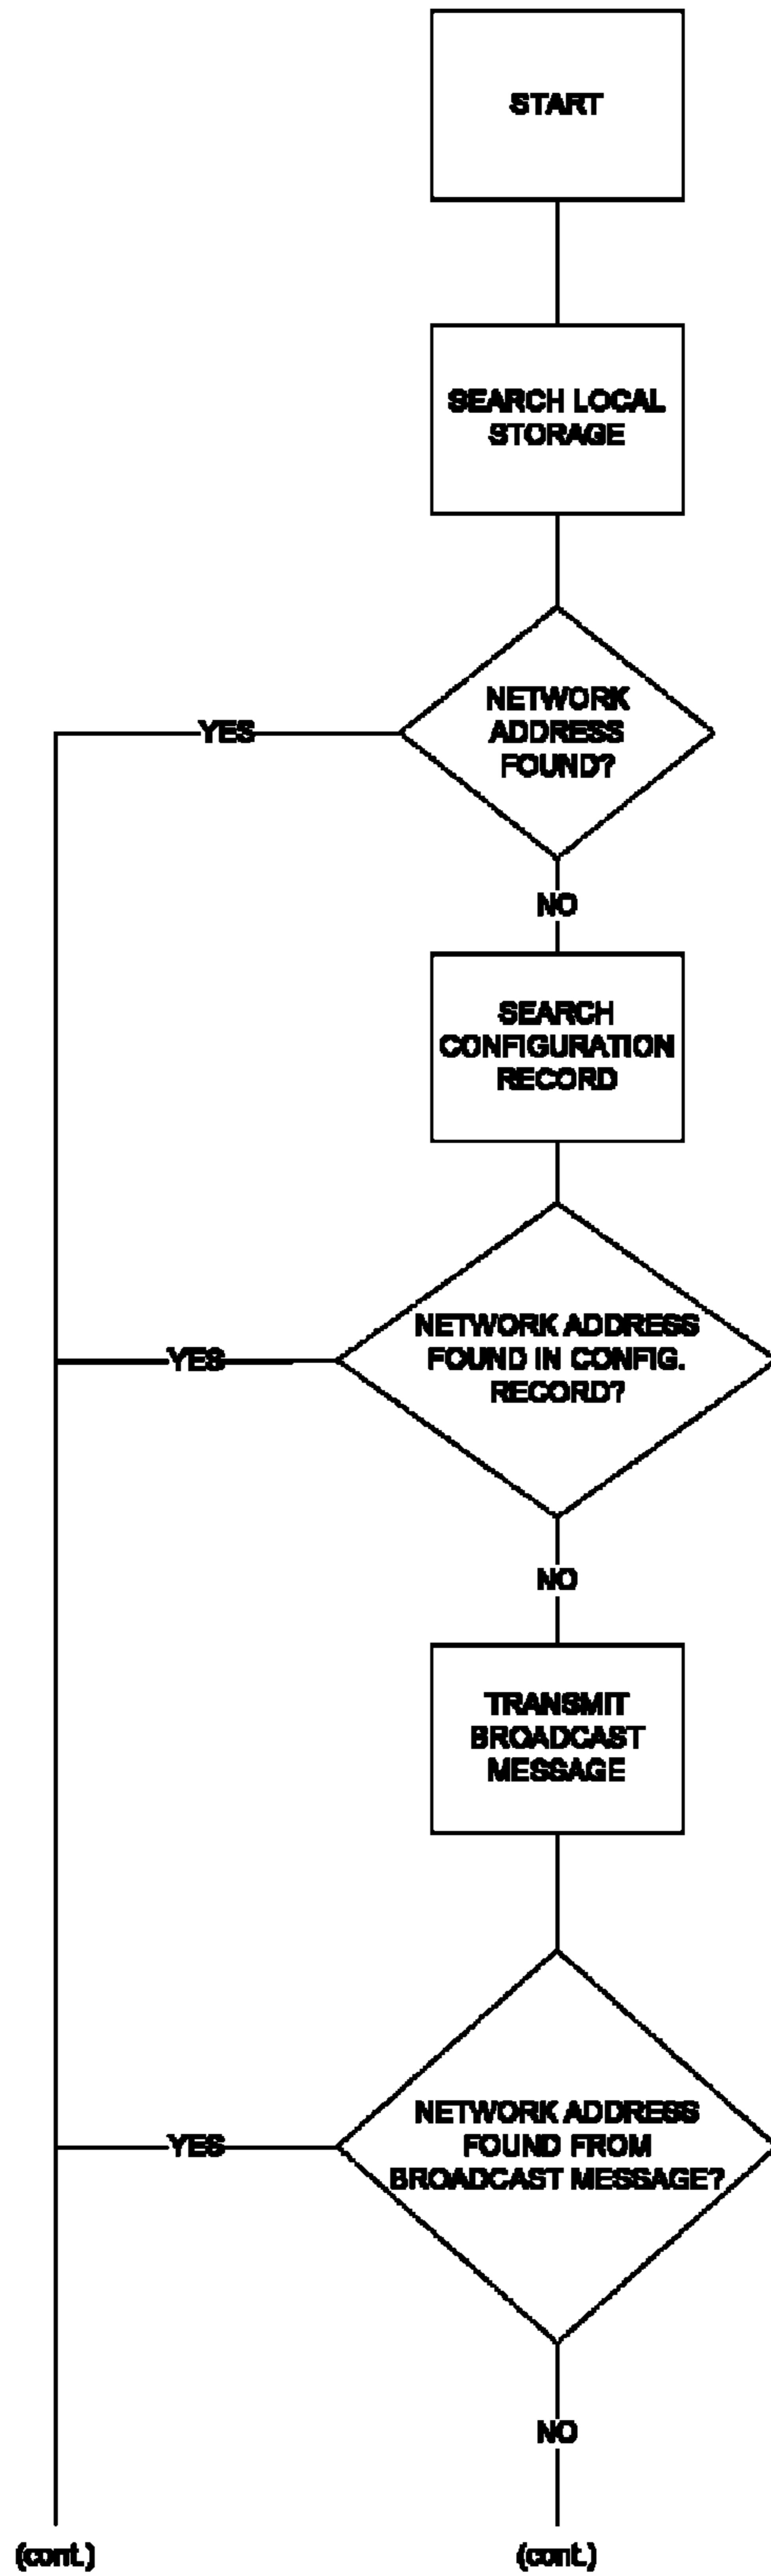 START
SEARCH LOCAL
STORAGE
NETWORK
ADDRESS
FOUND?
YES
NO
SEARCH
CONFIGURATION
RECORD
NETWORK ADDRESS
FOUND IN CONFIG.
RECORD?
YES
NO
TRANSMIT
BROADCAST
MESSAGE
NETWORK ADDRESS
FOUND FROM
BROADCAST MESSAGE?
YES
NO
(cont.)
(cont.)